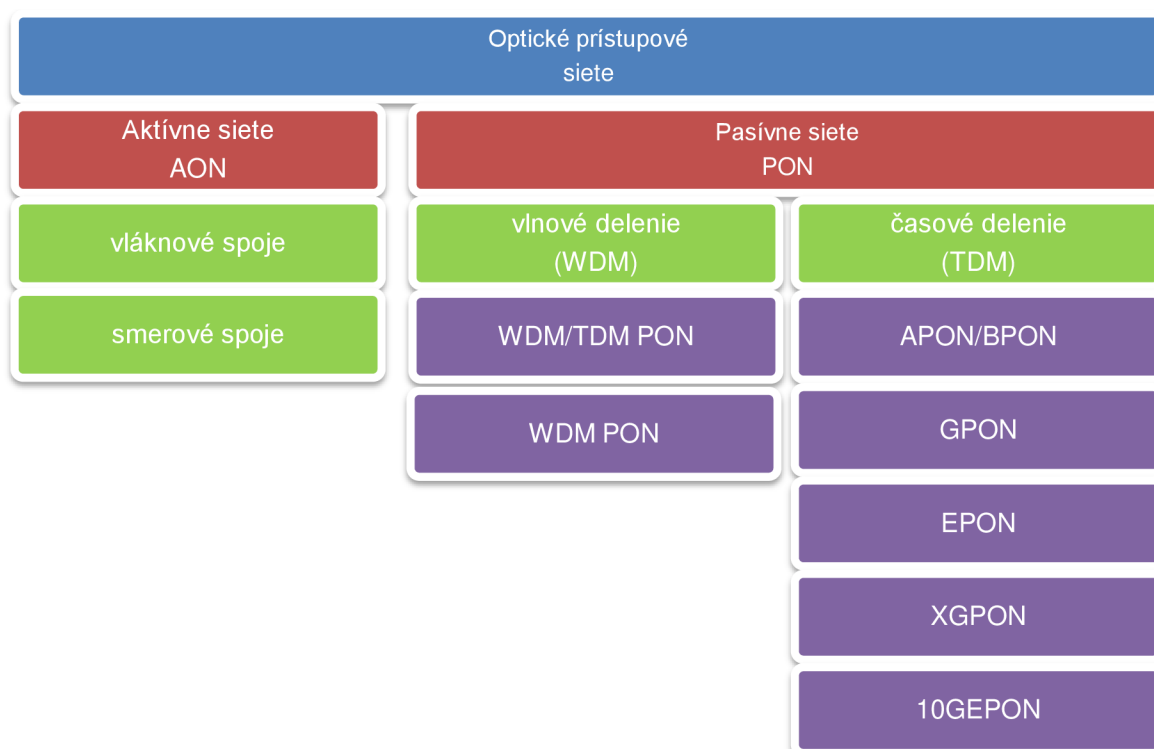 Optické prístupové
siete
Aktívne siete
AON
Pasívne siete
PON
vláknové spoje
vlnové delenie
(WDM)
časové delenie
(TDM)
smerové spoje
WDM/TDM PON
APON/BPON
WDM PON
GPON
EPON
XGPON
10GEPON